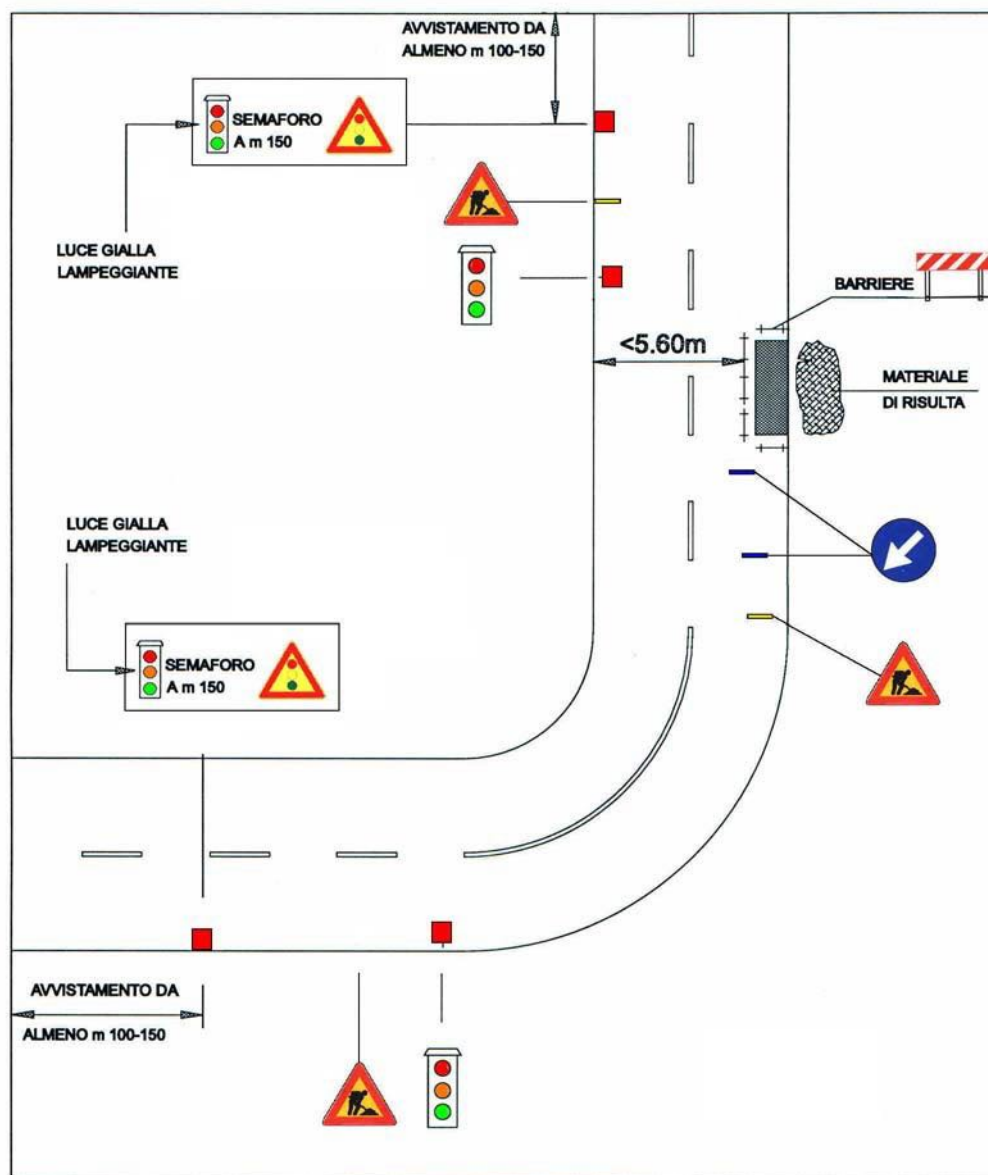 AVVISTAMENTO DA
ALMENO m 100-150
SEMAFORO
A m 150
LUCE GIALLA
LAMPEGGIANTE
BARRIERE
<5.60m
MATERIALE
DI RISULTA
LUCE GIALLA
LAMPEGGIANTE
SEMAFORO
A m 150
AVVISTAMENTO DA
ALMENO m 100-150